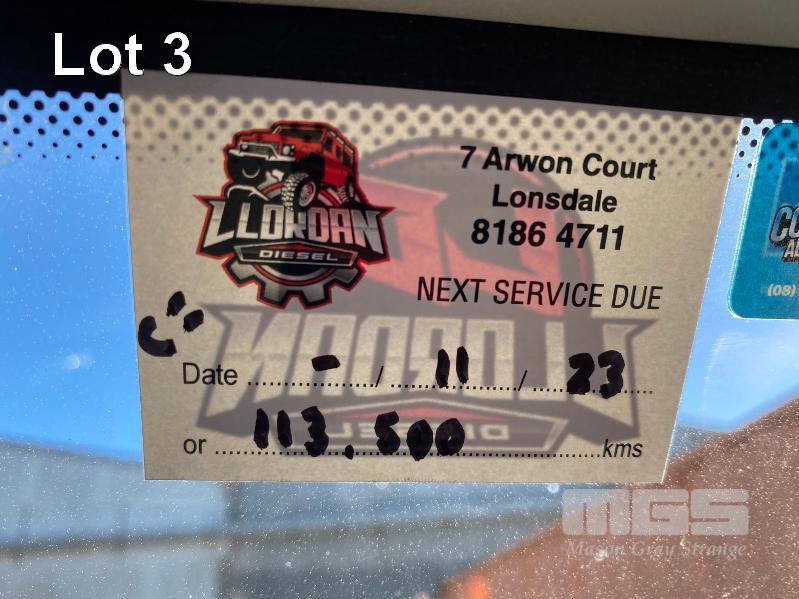 Lot 3
7 Arwon Court
Lonsdale
8186 4711
LLORDAN
DIESEL
NEXT SERVICE DUE
Date - / 11 / 23
or 113.500 kms
(08)
MGS
Mason Gray Strange